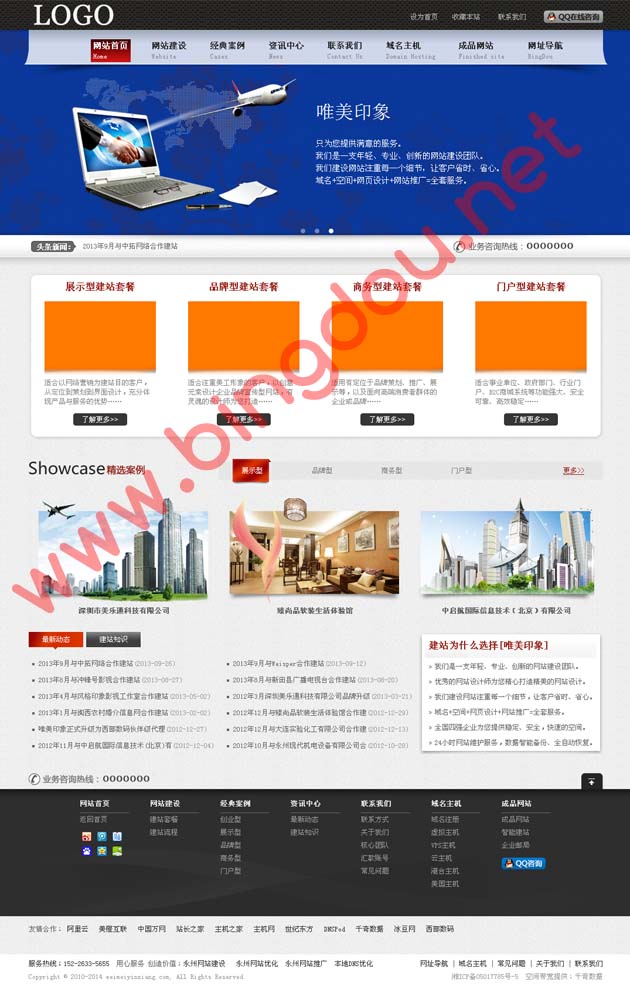 LOGO
设为首页 收藏本站 联系我们 QQ在线咨询
网站首页 网站建设 经典案例 资讯中心 联系我们 域名主机 成品网站 网址导航
Home Website Cases News Contact Us Domain Hosting Finished site BingDou
唯美印象
只为您提供满意的服务。
我们是一支年轻、专业、创新的网站建设团队。
我们建设网站注重每一个细节，让客户省时、省心。
域名+空间+网页设计+网站推广=全套服务。
头条新闻: 2013年9月与中拓网络合作建站 业务咨询热线：0000000
展示型建站套餐 品牌型建站套餐 商务型建站套餐 门户型建站套餐
适合以网络营销为建站目的客户， 适合注重美工形象的客户，以创意 适用有定位于品牌策划、推广、展 适合事业单位、政府部门、行业门
从定位到策划到界面设计，充分体 元素设计企业品牌宣传型网站，有 示等，以及面向高端消费者群体的 户、B2C商城系统等功能强大、安全
现产品与服务的优势…… 灵魂的设计师为您打造…… 企业或品牌…… 可靠、高效稳定……
了解更多>> 了解更多>> 了解更多>> 了解更多>>
Showcase 精选案例 展示型 品牌型 商务型 门户型 更多>>
深圳市美乐通科技有限公司 臻尚品软装生活体验馆 中启航国际信息技术（北京）有限公司
www.bingdou.net
最新动态 建站知识
2013年9月与中拓网络合作建站 (2013-09-26) 2013年9月与Waixper合作建站 (2013-09-12)
2013年8月与冲峰号影视合作建站 (2013-08-27) 2013年8月与新田县广播电视台合作建站 (2013-08-20)
2013年4月与凤格印象影视工作室合作建站 (2013-05-02) 2012年3月深圳美乐通科技有限公司品牌升级 (2013-03-21)
2013年1月与闽西农村婚介信息网合作建站 (2013-02-02) 2012年12月与臻尚品软装生活体验馆合作建 (2012-12-29)
唯美印象正式升级为西部数码伙伴级代理 (2012-12-27) 2012年12月与大连实验化工有限公司合作建 (2012-12-13)
2012年11月与中启航国际信息技术(北京)有 (2012-12-04) 2012年10月与永州现代机电设备有限公司合 (2012-10-20)
建站为什么选择[唯美印象]
我们是一支年轻、专业、创新的网站建设团队。
优秀的网站设计师为您精心打造精美的网站设计。
我们建设网站注重每一个细节，让客户省时、省心。
域名+空间+网页设计+网站推广=全套服务。
全国四强企业为您提供稳定、安全，快速的空间。
24小时网站维护服务，数据智能备份、全自动恢复。
业务咨询热线：0000000
网站首页 网站建设 经典案例 资讯中心 联系我们 域名主机 成品网站
返回首页 建站套餐 创业型 最新动态 联系方式 域名注册 成品网站
建站流程 展示型 建站知识 关于我们 虚拟主机 智能建站
品牌型 核心团队 VPS主机 企业邮局
商务型 汇款账号 云主机 QQ咨询
门户型 常见问题 港台主机
美国主机
友情合作： 阿里云 美橙互联 中国万网 站长之家 主机之家 主机网 世纪东方 DNSPod 千奇数据 冰豆网 西部数码
服务热线：152-2633-5655 用心服务 创造价值：永州网站建设 永州网站优化 永州网站推广 本地DNS优化 网址导航 | 域名主机 | 常见问题 | 关于我们 | 联系我们
Copyright © 2010-2014 weimeiyinxiang.com, All Rights Reserved. 湘ICP备05017785号-5 空间带宽提供：千奇数据